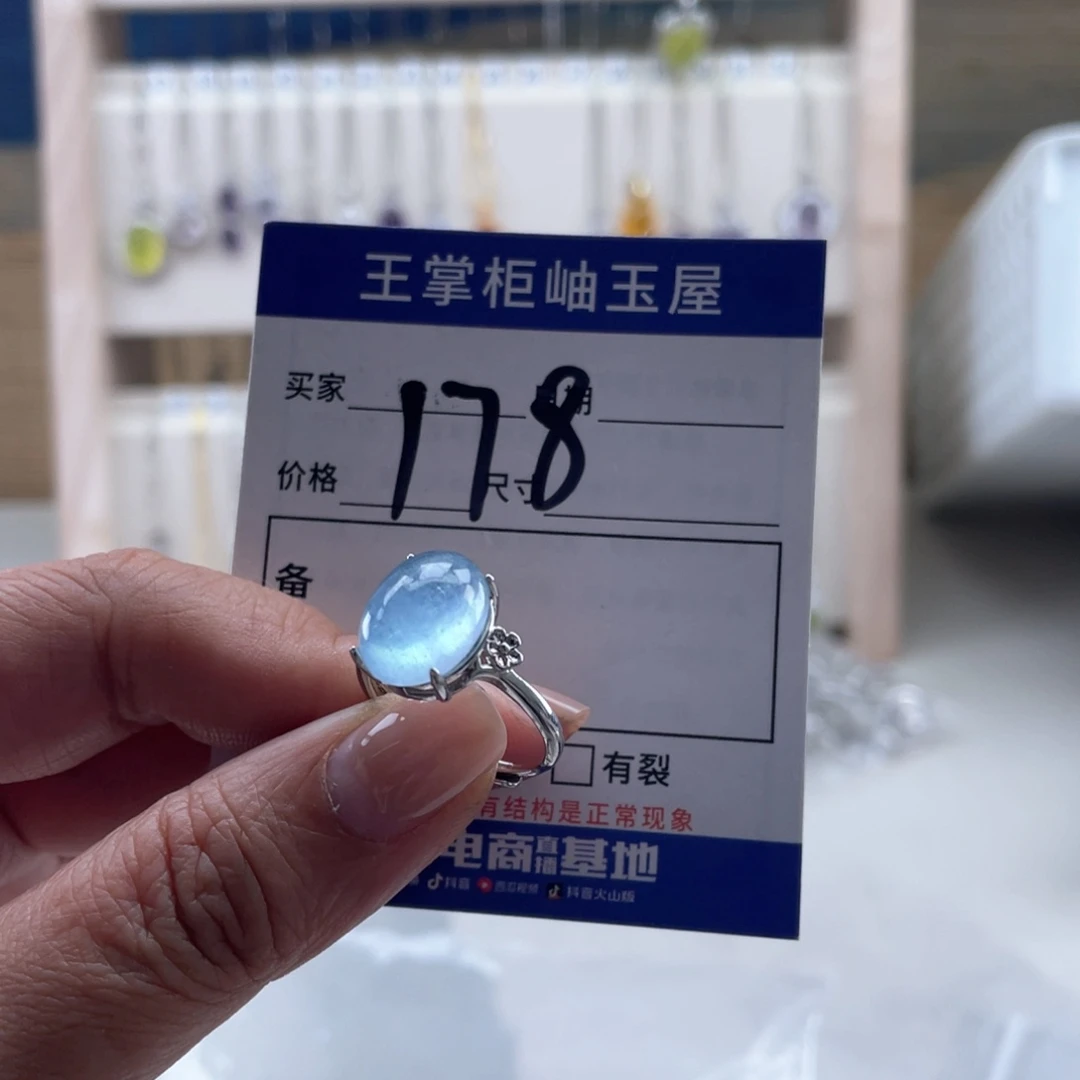 王掌柜岫玉屋
买家
178
价格
尺寸
备
有裂
有结构是正常现象
电商直播基地
抖音 西瓜视频 抖音火山版